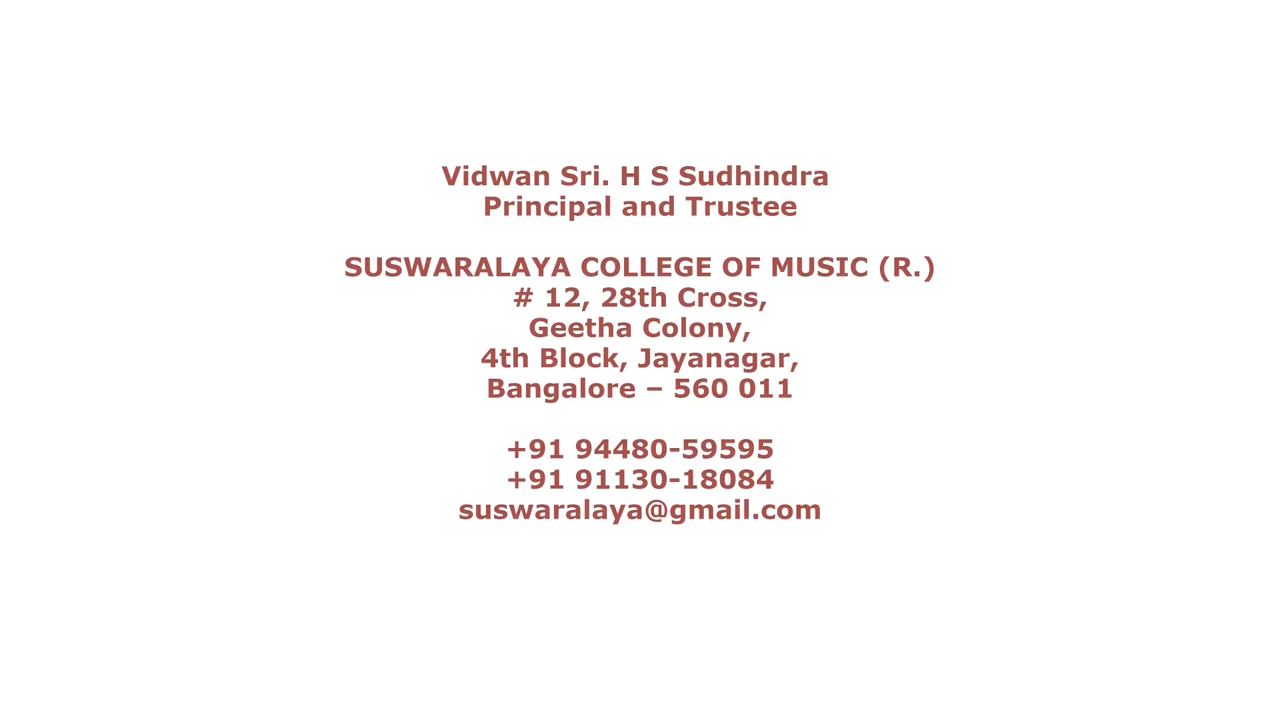 Vidwan Sri. H S Sudhindra
Principal and Trustee
SUSWARALAYA COLLEGE OF MUSIC (R.)
# 12, 28th Cross,
Geetha Colony,
4th Block, Jayanagar,
Bangalore – 560 011
+91 94480-59595
+91 91130-18084
suswaralaya@gmail.com